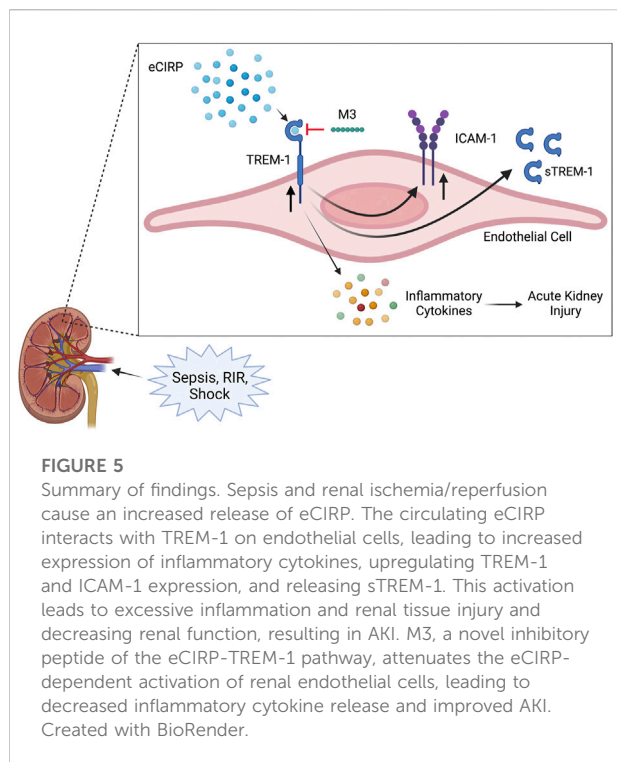 eCIRP
M3
ICAM-1
TREM-1
sTREM-1
Endothelial Cell
Inflammatory
Cytokines
Acute Kidney
Injury
Sepsis, RIR,
Shock
FIGURE 5
Summary of findings. Sepsis and renal ischemia/reperfusion
cause an increased release of eCIRP. The circulating eCIRP
interacts with TREM-1 on endothelial cells, leading to increased
expression of inflammatory cytokines, upregulating TREM-1
and ICAM-1 expression, and releasing sTREM-1. This activation
leads to excessive inflammation and renal tissue injury and
decreasing renal function, resulting in AKI. M3, a novel inhibitory
peptide of the eCIRP-TREM-1 pathway, attenuates the eCIRP-
dependent activation of renal endothelial cells, leading to
decreased inflammatory cytokine release and improved AKI.
Created with BioRender.